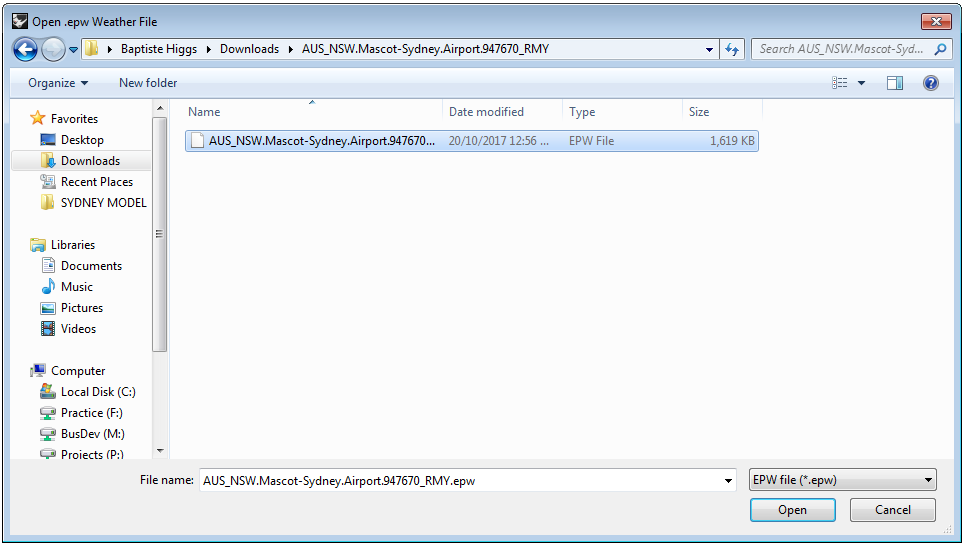 Open .epw Weather File
Baptiste Higgs Downloads AUS_NSW.Mascot-Sydney.Airport.947670_RMY
Search AUS_NSW.Mascot-Syd...
Organize New folder
Favorites
Desktop
Downloads
Recent Places
SYDNEY MODEL
Libraries
Documents
Music
Pictures
Videos
Computer
Local Disk (C:)
Practice (F:)
BusDev (M:)
Projects (P:)
Name Date modified Type Size
AUS_NSW.Mascot-Sydney.Airport.947670... 20/10/2017 12:56 ... EPW File 1,619 KB
File name: AUS_NSW.Mascot-Sydney.Airport.947670_RMY.epw EPW file (*.epw)
Open Cancel